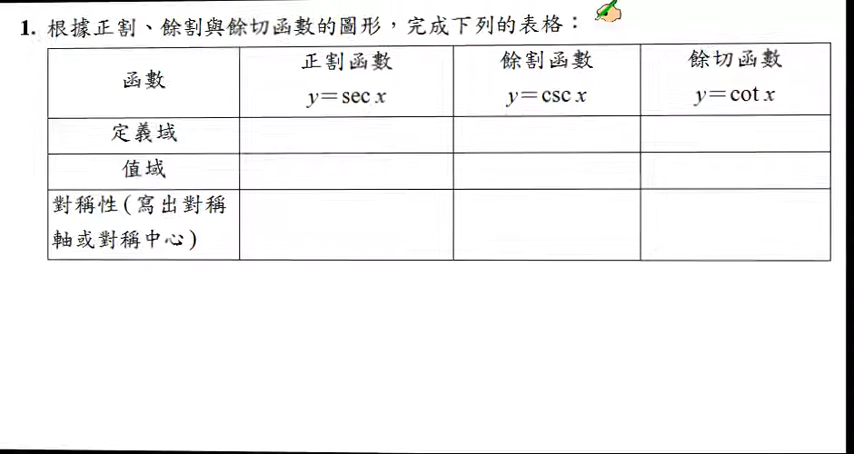 1. 根據正割、餘割與餘切函數的圖形，完成下列的表格：
函數
正割函數
y＝sec x
餘割函數
y＝csc x
餘切函數
y＝cot x
定義域
值域
對稱性(寫出對稱
軸或對稱中心)